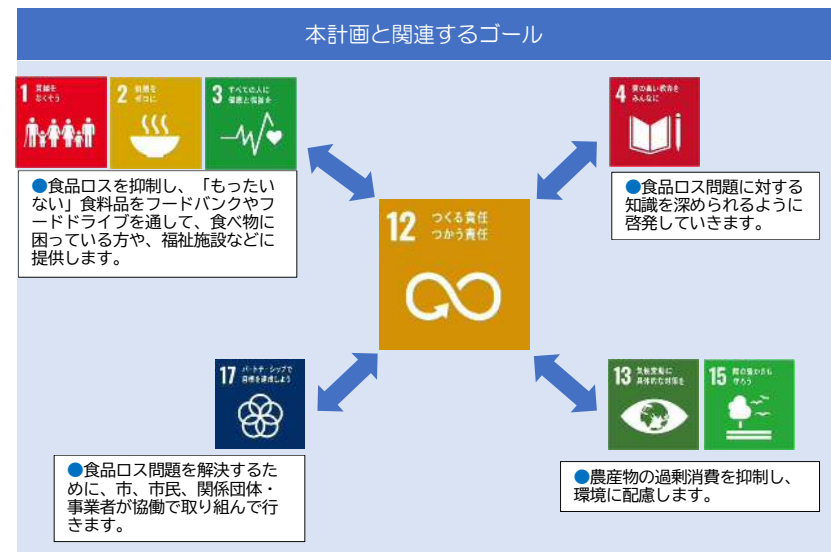 本計画と関連するゴール
1 貧困を
なくそう
2 飢餓を
ゼロに
3 すべての人に
健康と福祉を
4 質の高い教育を
みんなに
●食品ロスを抑制し、「もったい
ない」食料品をフードバンクやフ
ードドライブを通して、食べ物に
困っている方や、福祉施設などに
提供します。
●食品ロス問題に対する
知識を深められるように
啓発していきます。
12 つくる責任
つかう責任
17 パートナーシップで
目標を達成しよう
13 気候変動に
具体的な対策を
15 陸の豊かさも
守ろう
●食品ロス問題を解決するた
めに、市、市民、関係団体・
事業者が協働で取り組んで行
きます。
●農産物の過剰消費を抑制し、
環境に配慮します。